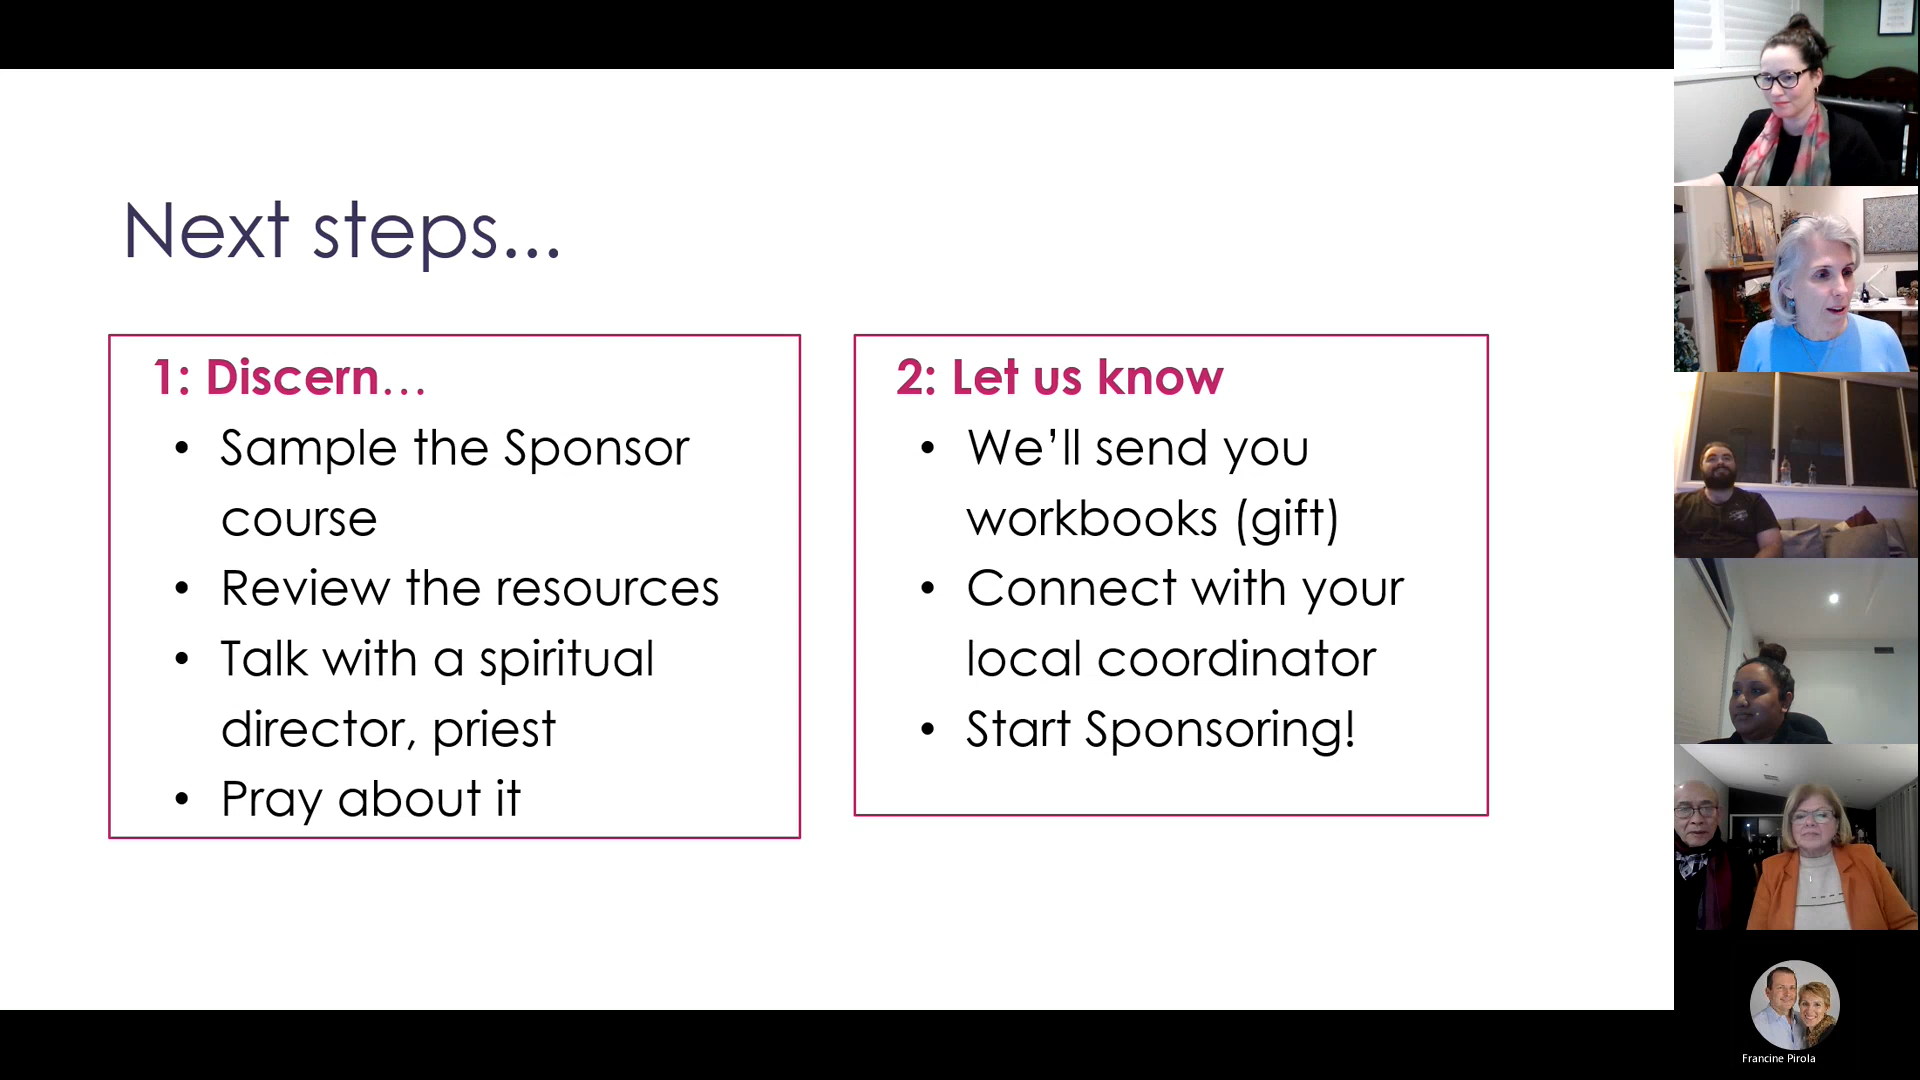 Next steps...
1: Discern…
• Sample the Sponsor
course
• Review the resources
• Talk with a spiritual
director, priest
• Pray about it
2: Let us know
• We’ll send you
workbooks (gift)
• Connect with your
local coordinator
• Start Sponsoring!
Francine Pirola